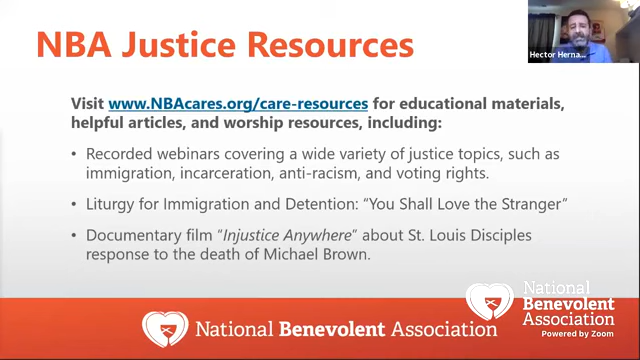 NBA Justice Resources
Hector Herna...
Visit www.NBAcares.org/care-resources for educational materials,
helpful articles, and worship resources, including:
• Recorded webinars covering a wide variety of justice topics, such as
immigration, incarceration, anti-racism, and voting rights.
• Liturgy for Immigration and Detention: "You Shall Love the Stranger"
• Documentary film "Injustice Anywhere" about St. Louis Disciples
response to the death of Michael Brown.
National Benevolent Association
National
Benevolent
Association
Powered by Zoom